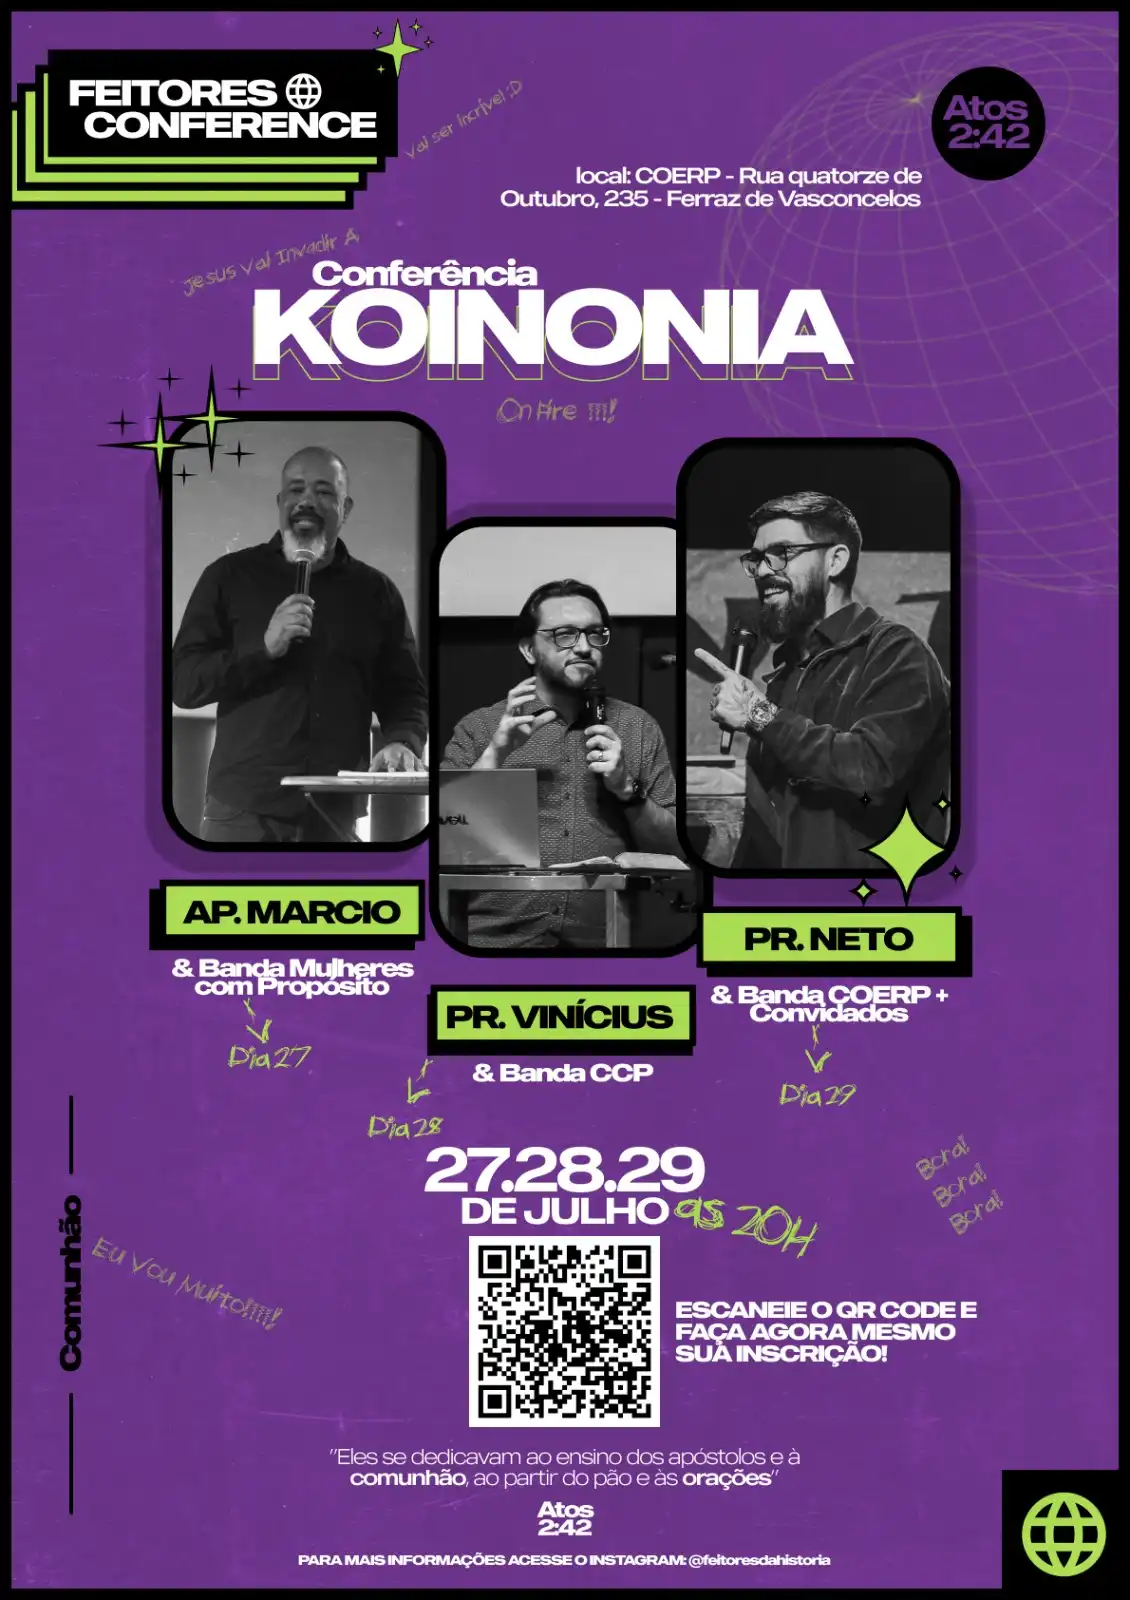 FEITORES
CONFERENCE
Vai ser Incrível :D
Atos
2:42
local: COERP - Rua quatorze de
Outubro, 235 - Ferraz de Vasconcelos
Jesus Vai Invadir A
Conferência
KOINONIA
On Fire !!!!
AP. MARCIO
& Banda Mulheres
com Propósito
Dia 27
PR. VINÍCIUS
& Banda CCP
Dia 28
PR. NETO
& Banda COERP +
Convidados
Dia 29
27.28.29
DE JULHO às 20H
Bora!
Bora!
Bora!
Comunhão
Eu Vou Muito!!!!!
ESCANEIE O QR CODE E
FAÇA AGORA MESMO
SUA INSCRIÇÃO!
"Eles se dedicavam ao ensino dos apóstolos e à
comunhão, ao partir do pão e às orações"
Atos
2:42
PARA MAIS INFORMAÇÕES ACESSE O INSTAGRAM: @feitoresdahistoria